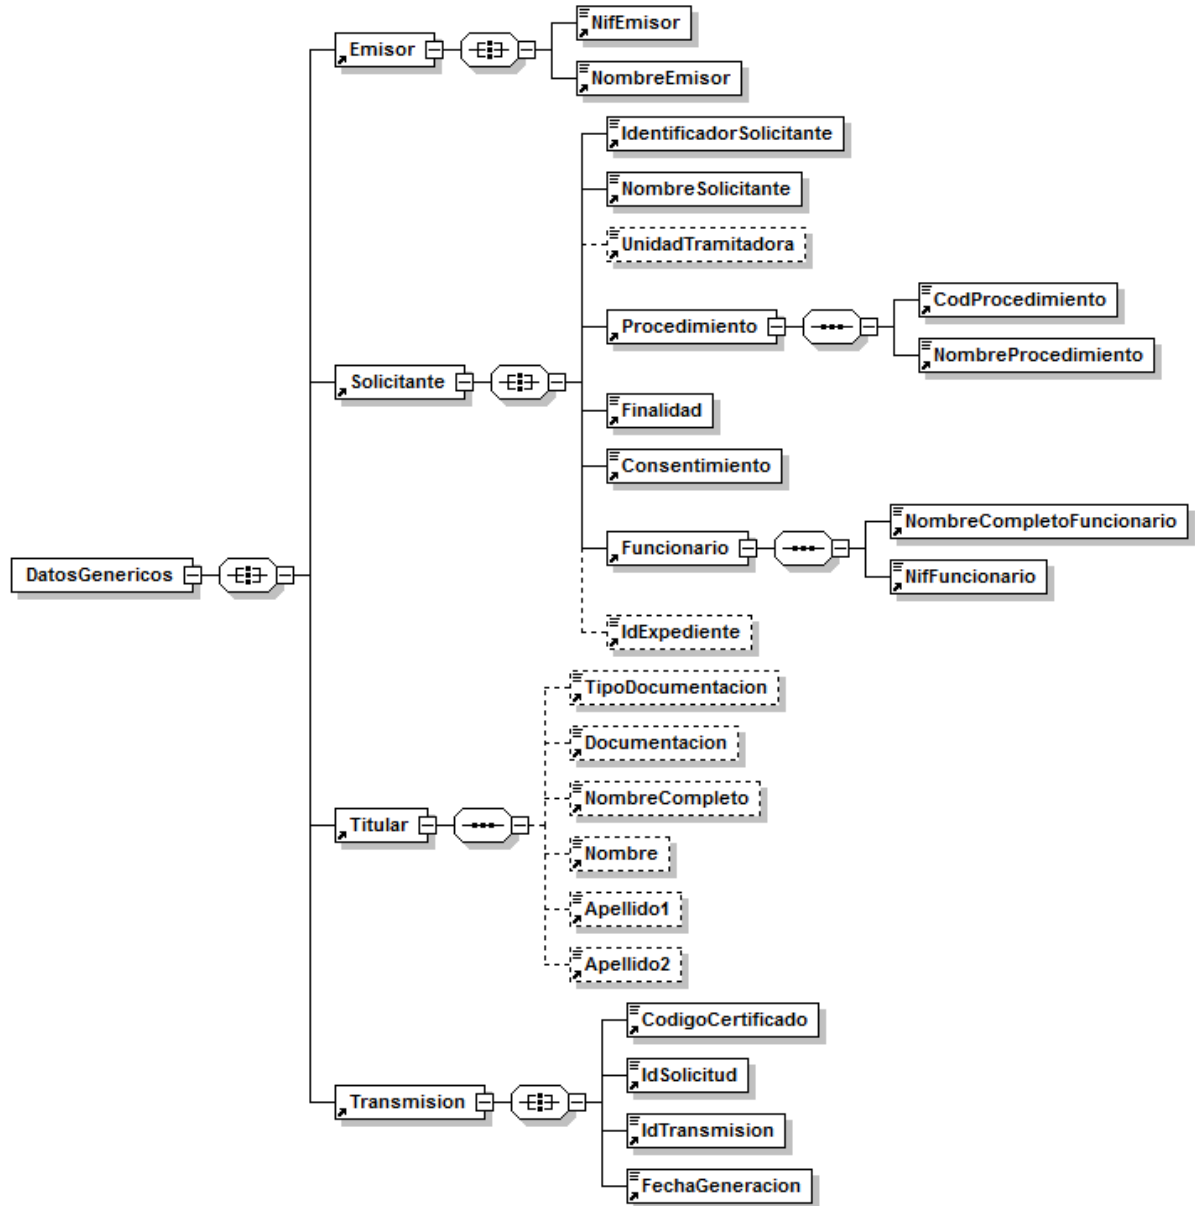 DatosGenericos
Emisor
NifEmisor
NombreEmisor
Solicitante
IdentificadorSolicitante
NombreSolicitante
UnidadTramitadora
Procedimiento
CodProcedimiento
NombreProcedimiento
Finalidad
Consentimiento
Funcionario
NombreCompletoFuncionario
NifFuncionario
IdExpediente
Titular
TipoDocumentacion
Documentacion
NombreCompleto
Nombre
Apellido1
Apellido2
Transmision
CodigoCertificado
IdSolicitud
IdTransmision
FechaGeneracion